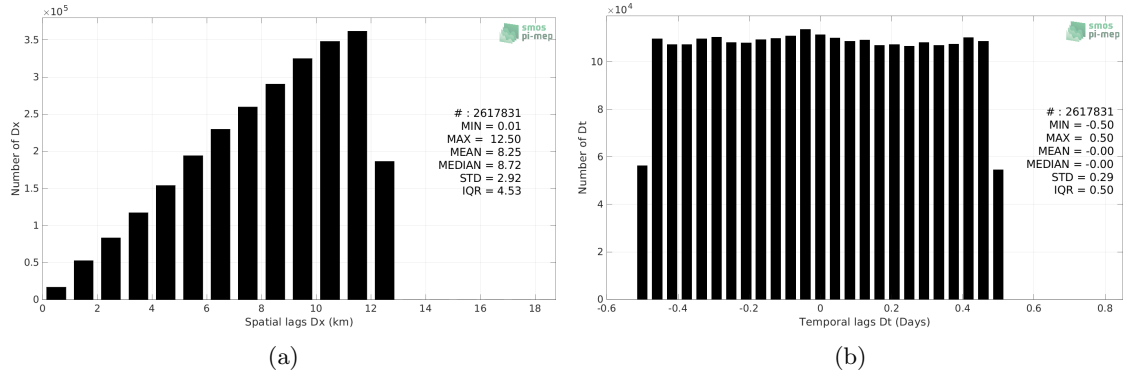 ×10^5
3.5
3
2.5
2
1.5
1
0.5
0
Number of Dx
smos
pi-mep
# : 2617831
MIN = 0.01
MAX = 12.50
MEAN = 8.25
MEDIAN = 8.72
STD = 2.92
IQR = 4.53
0 2 4 6 8 10 12 14 16 18
Spatial lags Dx (km)
(a)
×10^4
10
8
6
4
2
0
Number of Dt
smos
pi-mep
# : 2617831
MIN = -0.50
MAX = 0.50
MEAN = -0.00
MEDIAN = -0.00
STD = 0.29
IQR = 0.50
-0.6 -0.4 -0.2 0 0.2 0.4 0.6 0.8
Temporal lags Dt (Days)
(b)